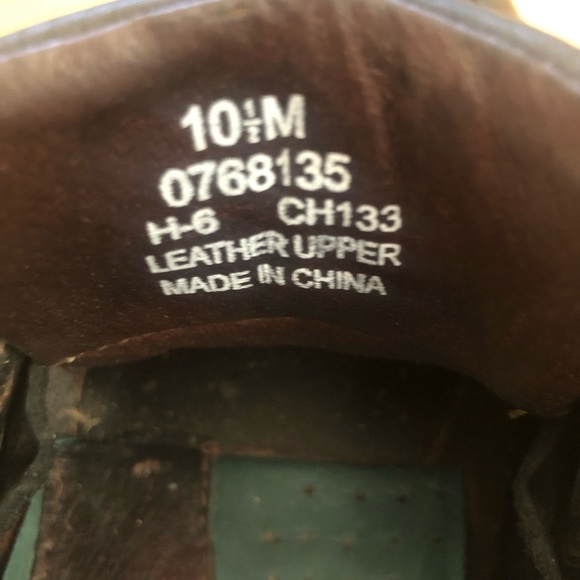 10½M
0768135
H-6 CH133
LEATHER UPPER
MADE IN CHINA